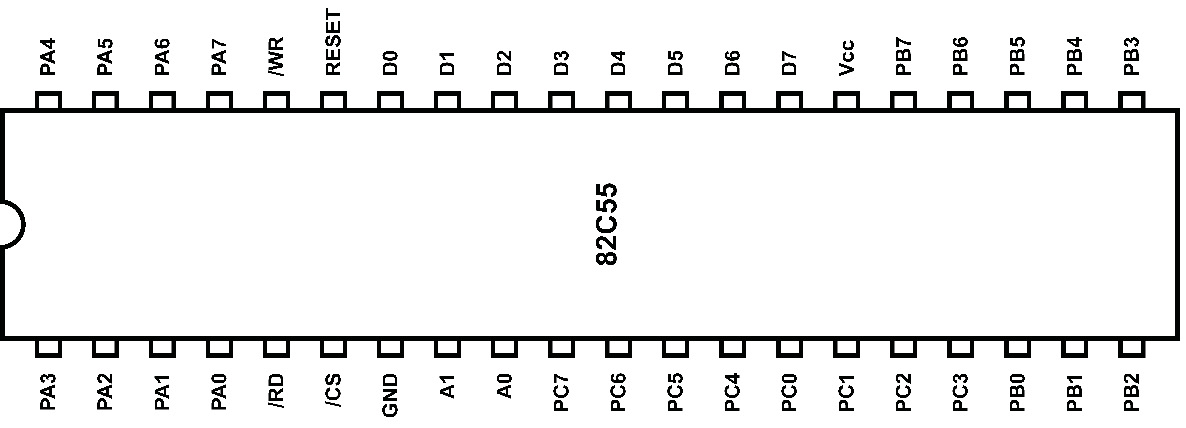 PA4 PA5 PA6 PA7 /WR RESET D0 D1 D2 D3 D4 D5 D6 D7 Vcc PB7 PB6 PB5 PB4 PB3
82C55
PA3 PA2 PA1 PA0 /RD /CS GND A1 A0 PC7 PC6 PC5 PC4 PC0 PC1 PC2 PC3 PB0 PB1 PB2